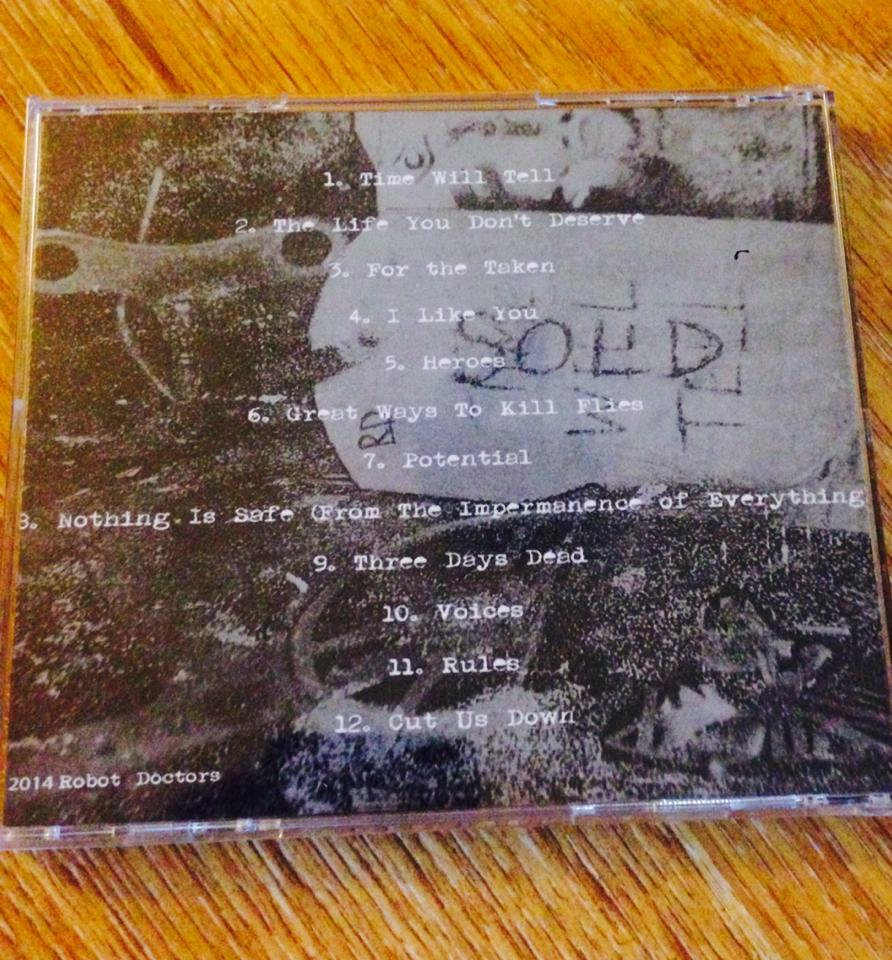 1. Time Will Tell
2. The Life You Don't Deserve
3. For the Taken
4. I Like You
5. Heroes
6. Great Ways To Kill Flies
7. Potential
8. Nothing Is Safe (From The Impermanence of Everything
9. Three Days Dead
10. Voices
11. Rules
12. Cut Us Down
2014 Robot Doctors
RD